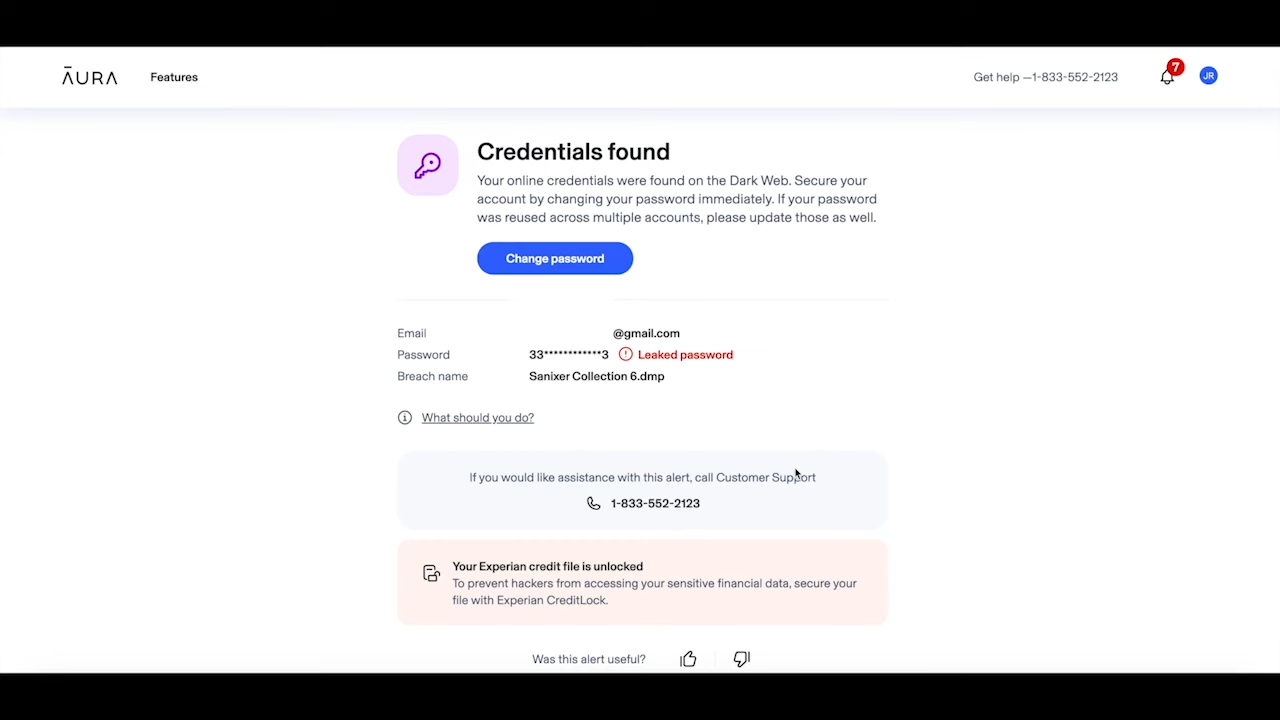 ĀURA
Features
Get help —1-833-552-2123
7
JR
Credentials found
Your online credentials were found on the Dark Web. Secure your
account by changing your password immediately. If your password
was reused across multiple accounts, please update those as well.
Change password
Email @gmail.com
Password 33************3 Leaked password
Breach name Sanixer Collection 6.dmp
What should you do?
If you would like assistance with this alert, call Customer Support
1-833-552-2123
Your Experian credit file is unlocked
To prevent hackers from accessing your sensitive financial data, secure your
file with Experian CreditLock.
Was this alert useful?